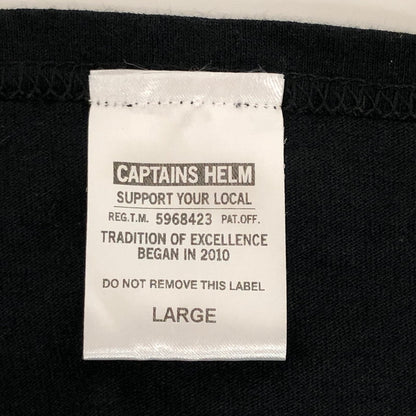 CAPTAINS HELM
SUPPORT YOUR LOCAL
REG.T.M. 5968423 PAT.OFF.
TRADITION OF EXCELLENCE
BEGAN IN 2010
DO NOT REMOVE THIS LABEL
LARGE